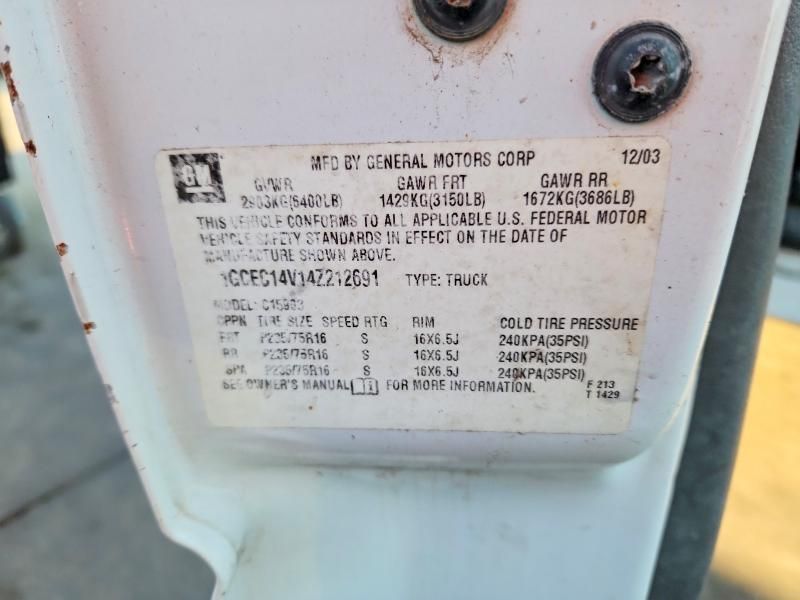 GM MFD BY GENERAL MOTORS CORP 12/03
GVWR GAWR FRT GAWR RR
2903KG(6400LB) 1429KG(3150LB) 1672KG(3686LB)
THIS VEHICLE CONFORMS TO ALL APPLICABLE U.S. FEDERAL MOTOR
VEHICLE SAFETY STANDARDS IN EFFECT ON THE DATE OF
MANUFACTURE SHOWN ABOVE.
1GCEC14V14Z212691 TYPE: TRUCK
MODEL:
TIRE SIZE SPEED RTG RIM COLD TIRE PRESSURE
FRT P235/75R16 S 16X6.5J 240KPA(35PSI)
RR P235/75R16 S 16X6.5J 240KPA(35PSI)
SPA P235/75R16 S 16X6.5J 240KPA(35PSI)
SEE OWNER'S MANUAL FOR MORE INFORMATION.
F 213
T 1429